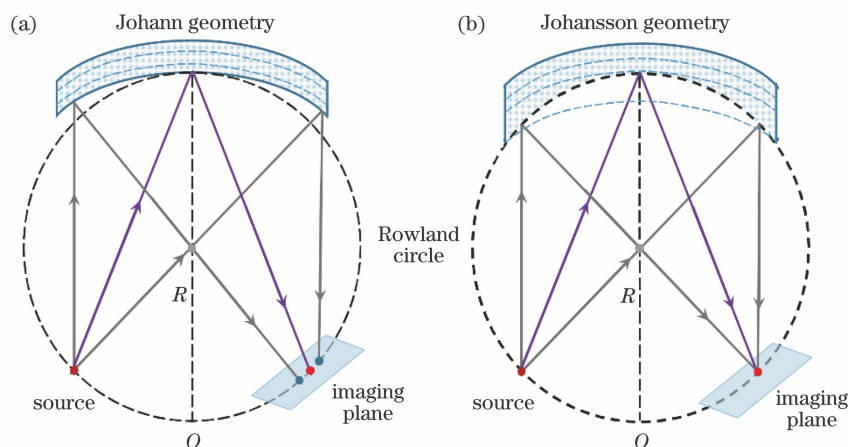 (a)
Johann geometry
R
source
imaging
plane
O
Rowland
circle
(b)
Johansson geometry
R
source
imaging
plane
O